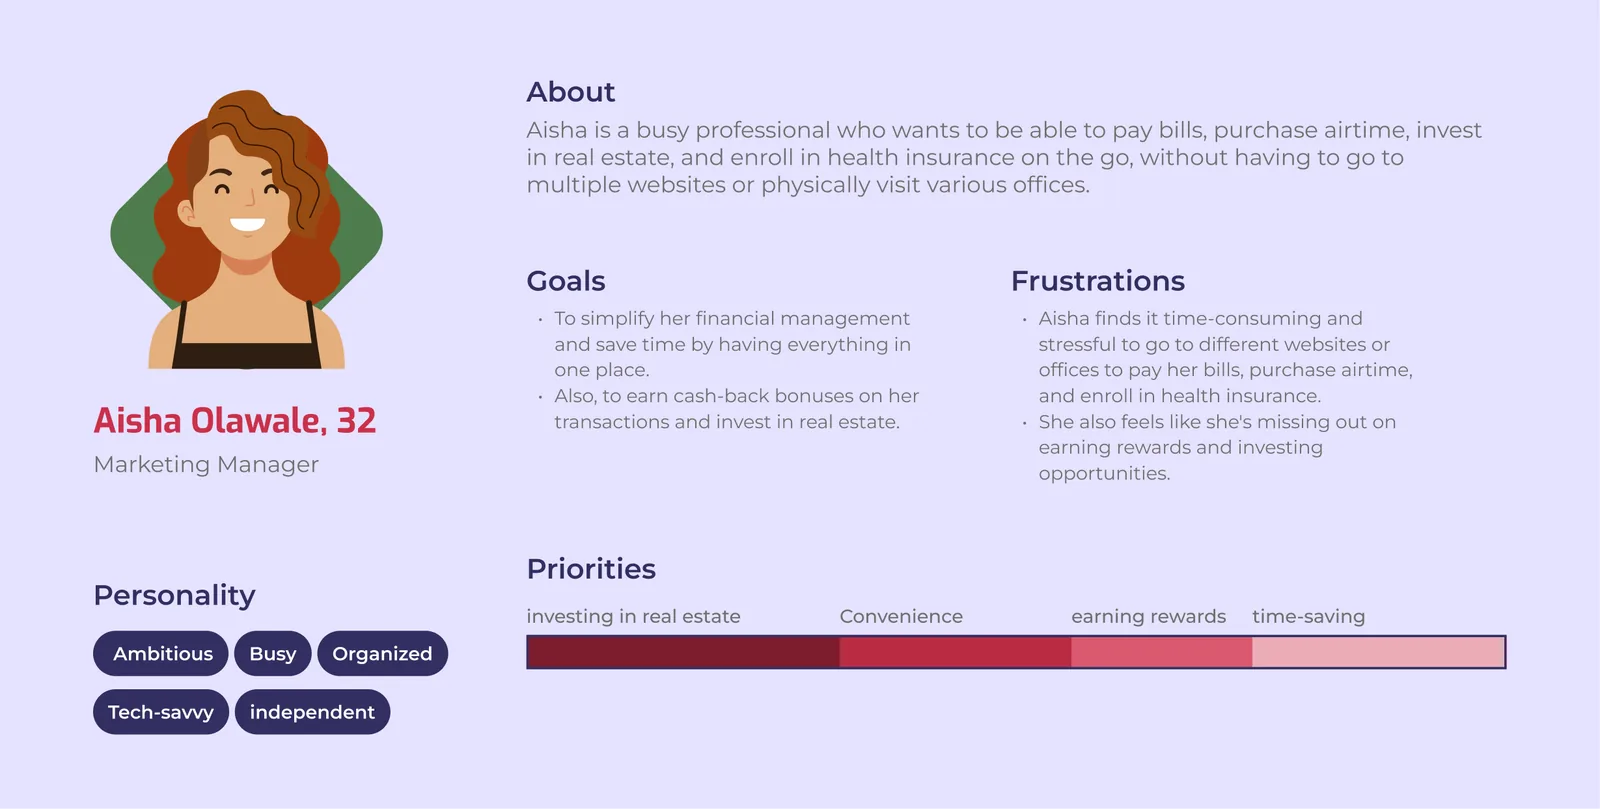 Aisha Olawale, 32
Marketing Manager
Personality
Ambitious
Busy
Organized
Tech-savvy
independent
About
Aisha is a busy professional who wants to be able to pay bills, purchase airtime, invest
in real estate, and enroll in health insurance on the go, without having to go to
multiple websites or physically visit various offices.
Goals
• To simplify her financial management
and save time by having everything in
one place.
• Also, to earn cash-back bonuses on her
transactions and invest in real estate.
Frustrations
• Aisha finds it time-consuming and
stressful to go to different websites or
offices to pay her bills, purchase airtime,
and enroll in health insurance.
• She also feels like she's missing out on
earning rewards and investing
opportunities.
Priorities
investing in real estate
Convenience
earning rewards
time-saving